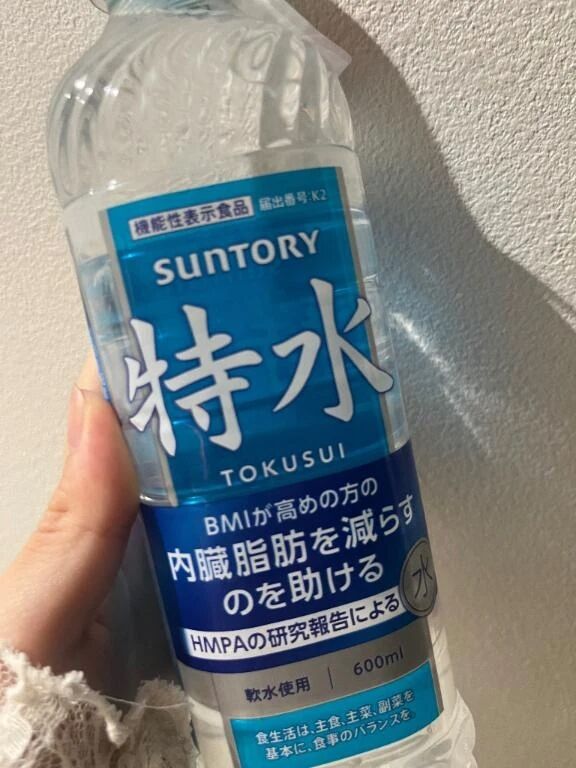 機能性表示食品 届出番号:K2
SUNTORY
特水
TOKUSUI
BMIが高めの方の
内臓脂肪を減らす
のを助ける
水
HMPAの研究報告による
軟水使用 | 600ml
食生活は、主食、主菜、副菜を
基本に、食事のバランスを。